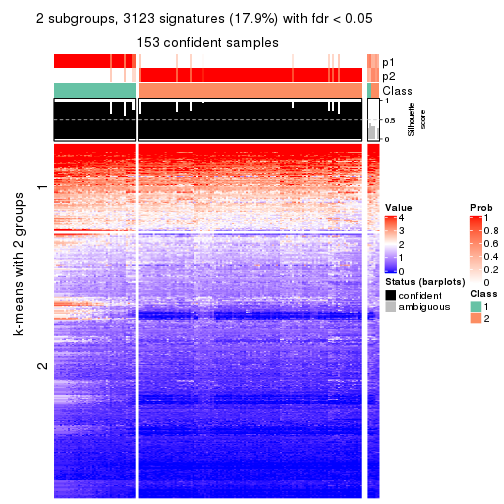 2 subgroups, 3123 signatures (17.9%) with fdr < 0.05
153 confident samples
p1
p2
Class
1
0.5
0
Silhouette
score
k-means with 2 groups
1
2
Value
4
3
2
1
0
Status (barplots)
confident
ambiguous
Prob
1
0.8
0.6
0.4
0.2
0
Class
1
2